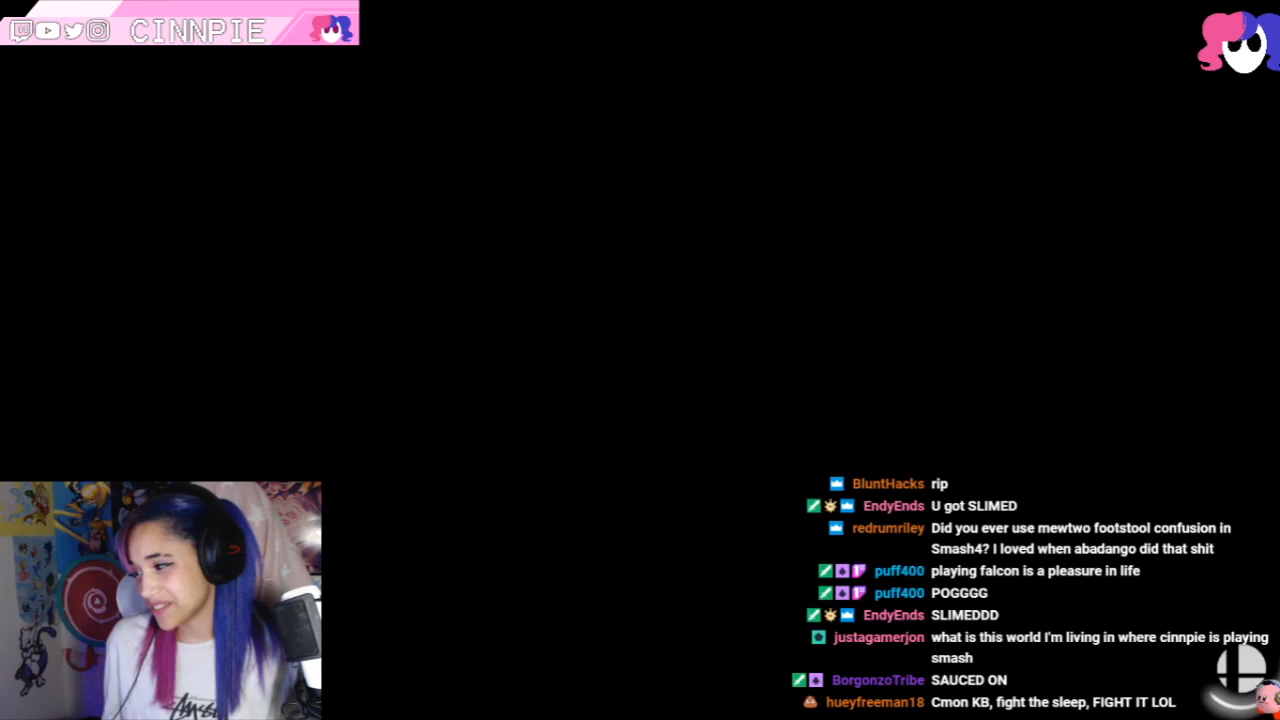 CINNPIE
BluntHacks rip
EndyEnds U got SLIMED
redrumriley Did you ever use mewtwo footstool confusion in
Smash4? I loved when abadango did that shit
puff400 playing falcon is a pleasure in life
puff400 POGGGG
EndyEnds SLIMEDDD
justagamerjon what is this world I'm living in where cinnpie is playing
smash
BorgonzoTribe SAUCED ON
hueyfreeman18 Cmon KB, fight the sleep, FIGHT IT LOL